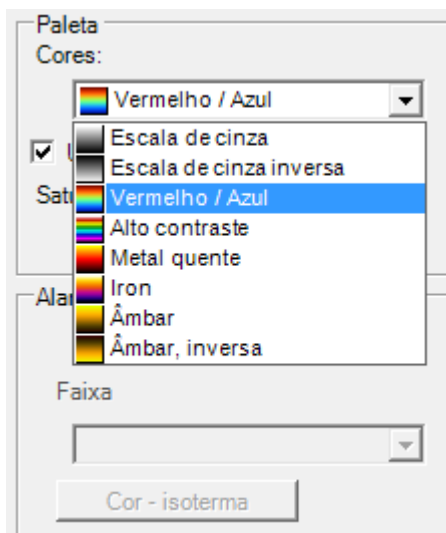 Paleta
Cores:
Vermelho / Azul
Escala de cinza
Escala de cinza inversa
Vermelho / Azul
Alto contraste
Metal quente
Iron
Âmbar
Âmbar, inversa
Faixa
Cor - isoterma